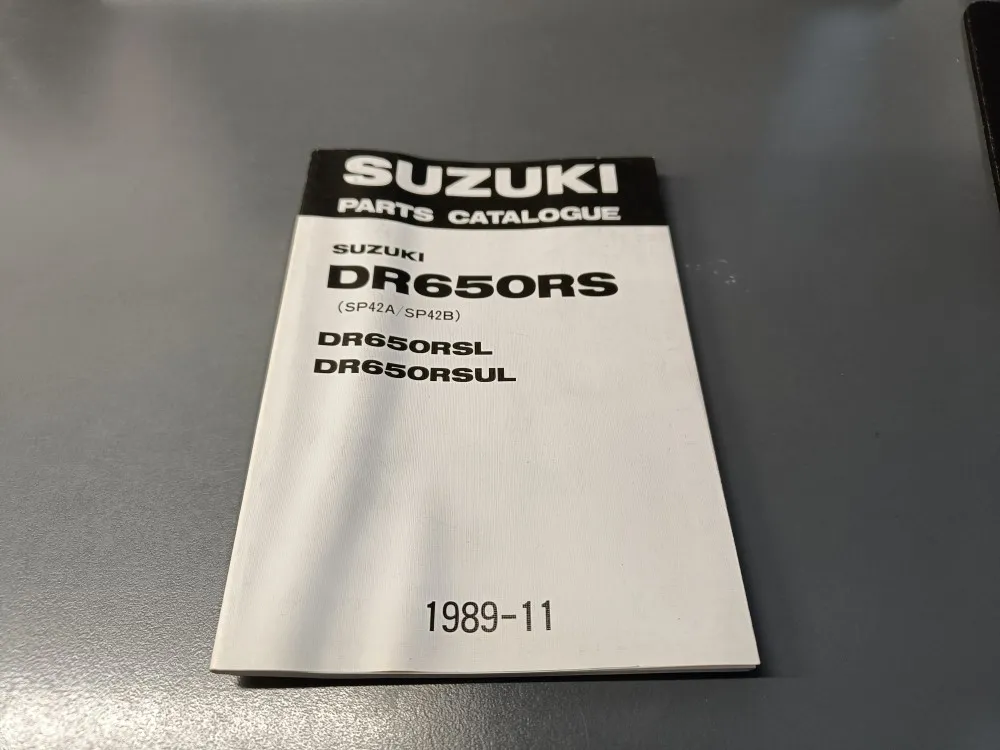 SUZUKI
PARTS CATALOGUE
SUZUKI
DR650RS
(SP42A/SP42B)
DR650RSL
DR650RSUL
1989-11